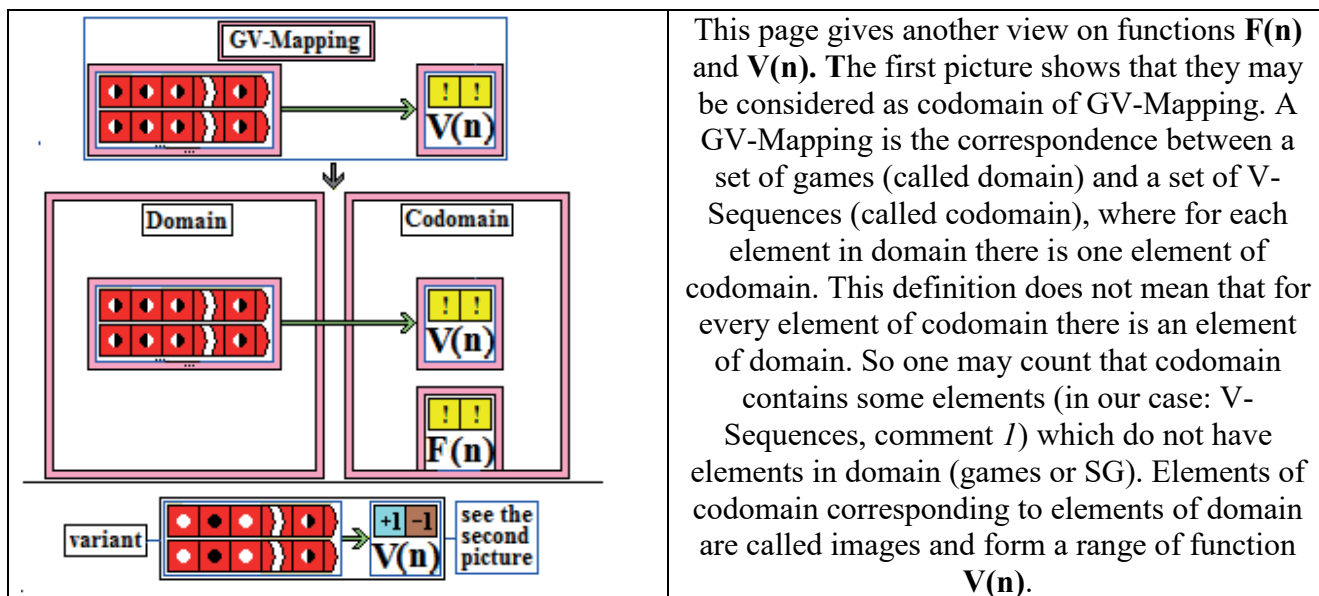 GV-Mapping
! !
V(n)
...
Domain
Codomain
! !
V(n)
...
! !
F(n)
variant
+1 -1
V(n)
see the
second
picture
This page gives another view on functions F(n)
and V(n). The first picture shows that they may
be considered as codomain of GV-Mapping. A
GV-Mapping is the correspondence between a
set of games (called domain) and a set of V-
Sequences (called codomain), where for each
element in domain there is one element of
codomain. This definition does not mean that for
every element of codomain there is an element
of domain. So one may count that codomain
contains some elements (in our case: V-
Sequences, comment 1) which do not have
elements in domain (games or SG). Elements of
codomain corresponding to elements of domain
are called images and form a range of function
V(n).